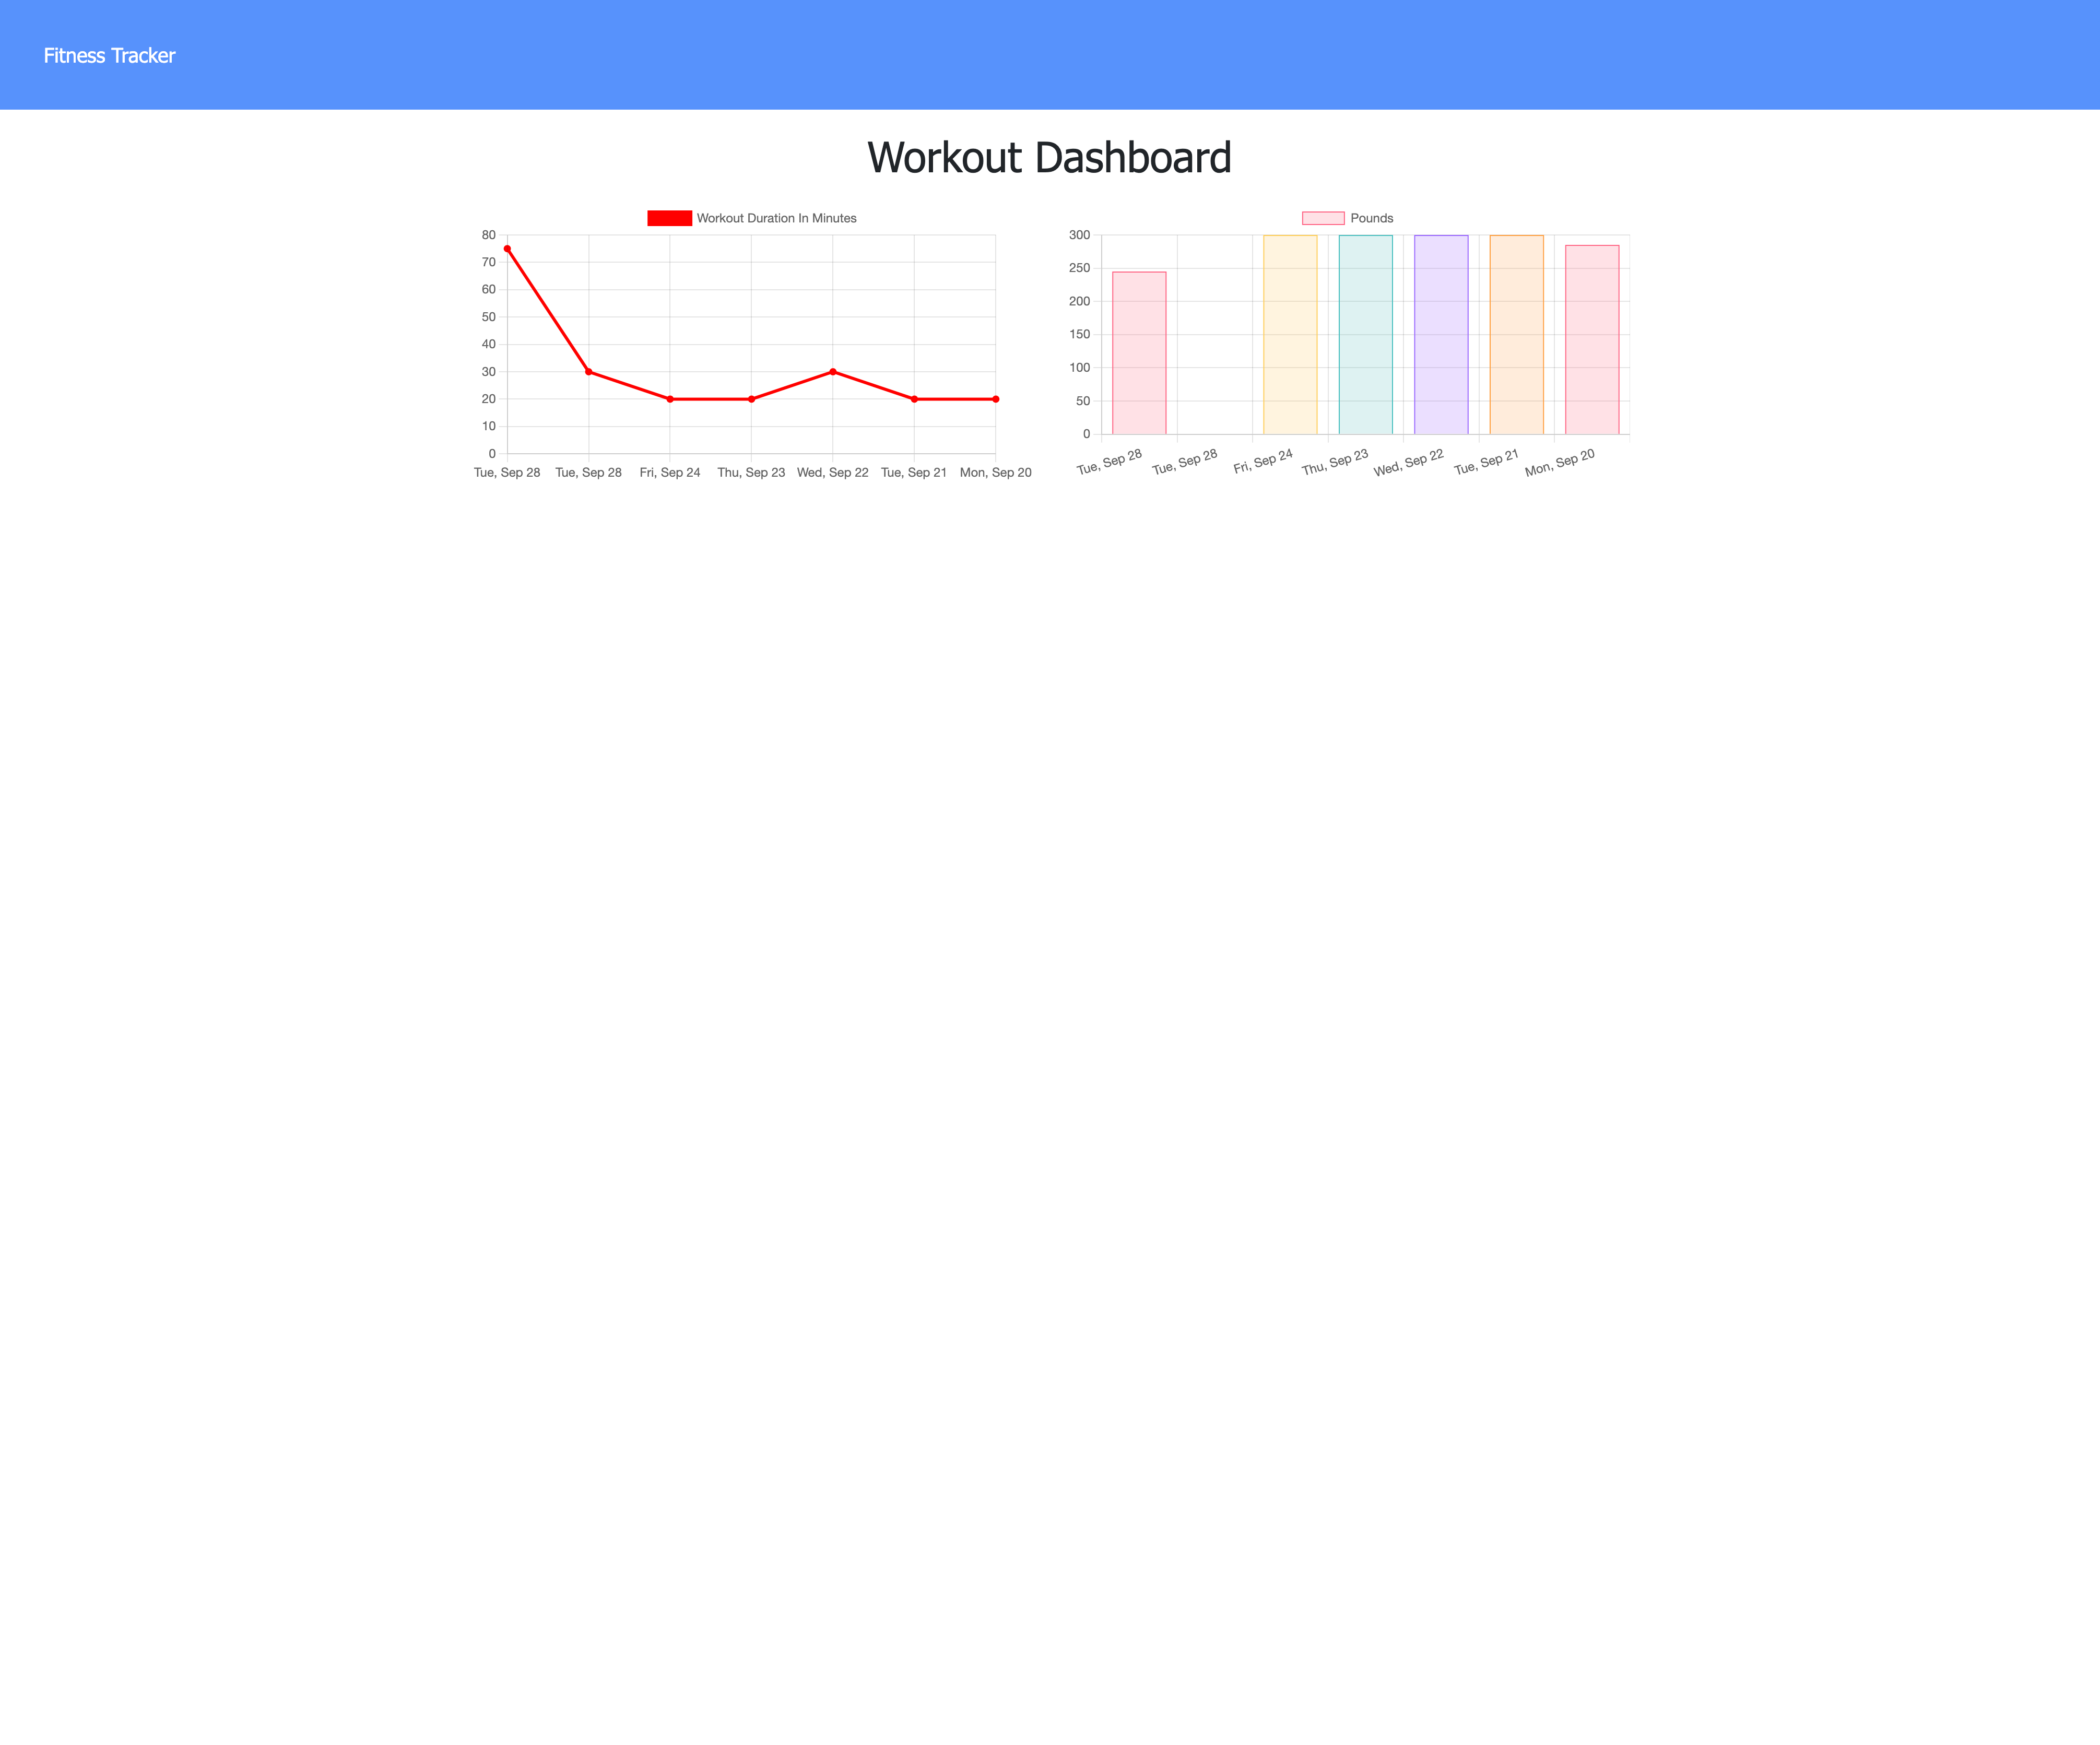 Fitness Tracker
Workout Dashboard
Workout Duration In Minutes
80
70
60
50
40
30
20
10
0
Tue, Sep 28 Tue, Sep 28 Fri, Sep 24 Thu, Sep 23 Wed, Sep 22 Tue, Sep 21 Mon, Sep 20
Pounds
300
250
200
150
100
50
0
Tue, Sep 28 Tue, Sep 28 Fri, Sep 24 Thu, Sep 23 Wed, Sep 22 Tue, Sep 21 Mon, Sep 20